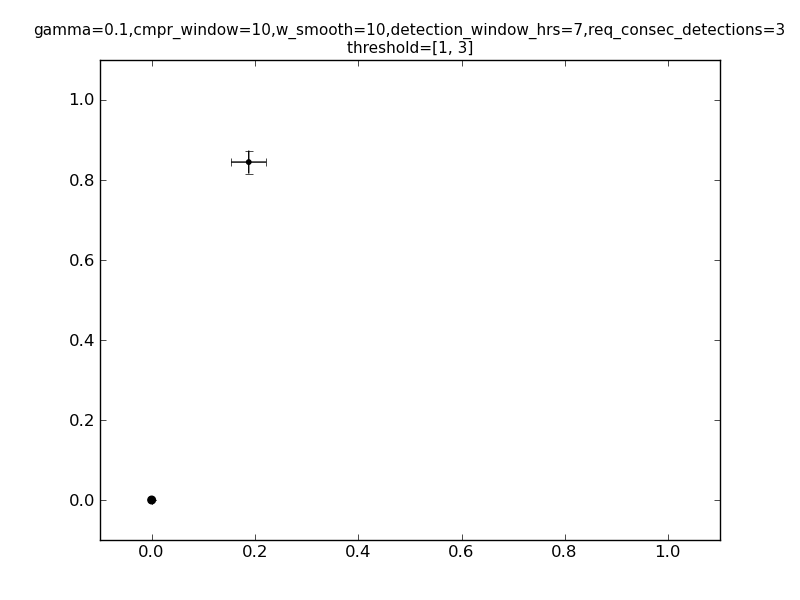 gamma=0.1,cmpr_window=10,w_smooth=10,detection_window_hrs=7,req_consec_detections=3
threshold=[1, 3]
1.0
0.8
0.6
0.4
0.2
0.0
0.0 0.2 0.4 0.6 0.8 1.0